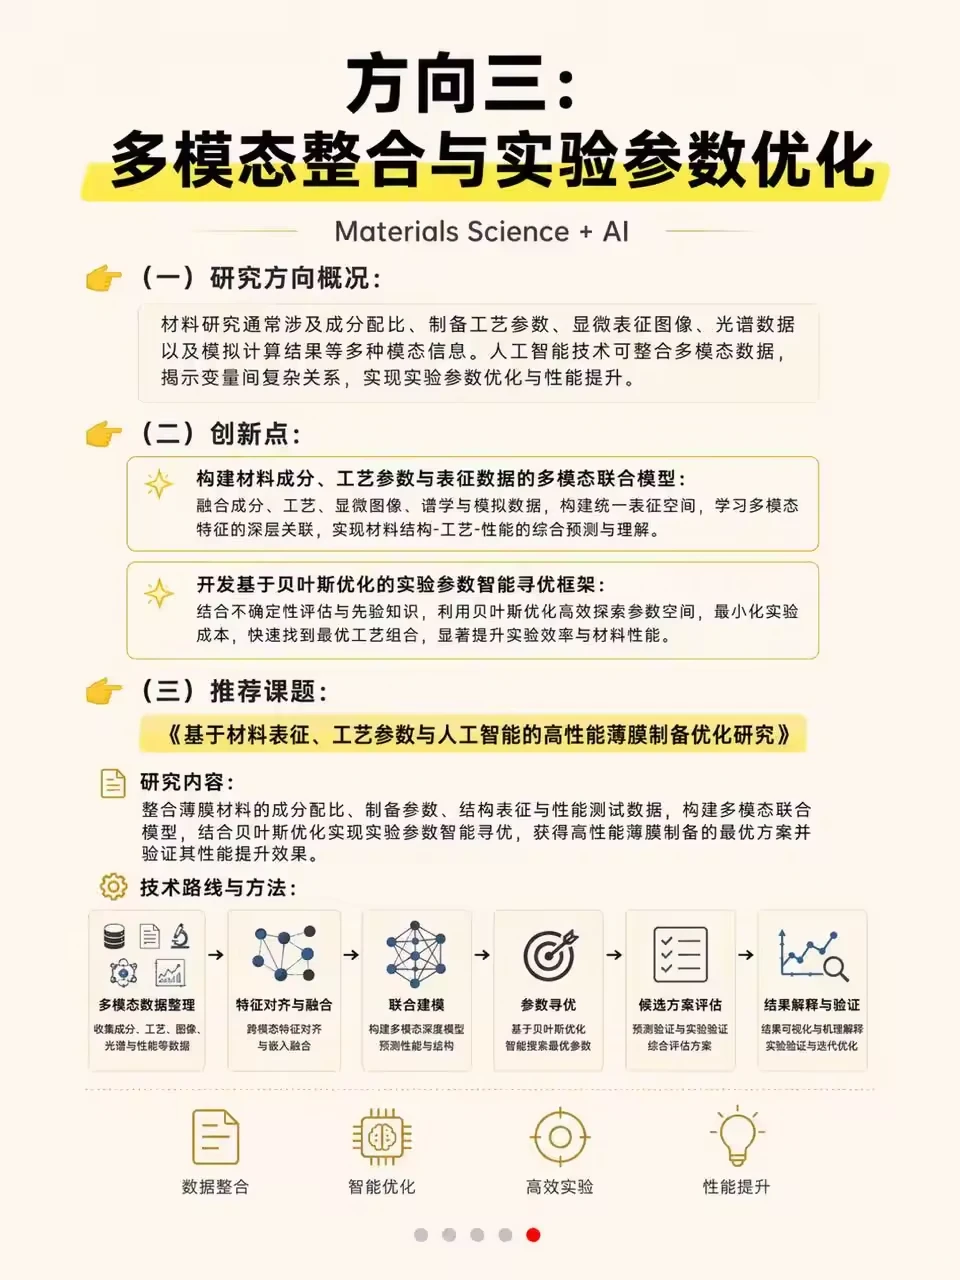 方向三：
多模态整合与实验参数优化
Materials Science + AI
（一）研究方向概况：
材料研究通常涉及成分配比、制备工艺参数、显微表征图像、光谱数据
以及模拟计算结果等多种模态信息。人工智能技术可整合多模态数据，
揭示变量间复杂关系，实现实验参数优化与性能提升。
（二）创新点：
构建材料成分、工艺参数与表征数据的多模态联合模型：
融合成分、工艺、显微图像、谱学与模拟数据，构建统一表征空间，学习多模态
特征的深层关联，实现材料结构-工艺-性能的综合预测与理解。
开发基于贝叶斯优化的实验参数智能寻优框架：
结合不确定性评估与先验知识，利用贝叶斯优化高效探索参数空间，最小化实验
成本，快速找到最优工艺组合，显著提升实验效率与材料性能。
（三）推荐课题：
《基于材料表征、工艺参数与人工智能的高性能薄膜制备优化研究》
研究内容：
整合薄膜材料的成分配比、制备参数、结构表征与性能测试数据，构建多模态联合
模型，结合贝叶斯优化实现实验参数智能寻优，获得高性能薄膜制备的最优方案并
验证其性能提升效果。
技术路线与方法：
多模态数据整理
收集成分、工艺、图像、
光谱与性能等数据
特征对齐与融合
跨模态特征对齐
与嵌入融合
联合建模
构建多模态深度模型
预测性能与结构
参数寻优
基于贝叶斯优化
智能搜索最优参数
候选方案评估
预测验证与实验验证
综合评估方案
结果解释与验证
结果可视化与机理解释
实验验证与迭代优化
数据整合
智能优化
高效实验
性能提升